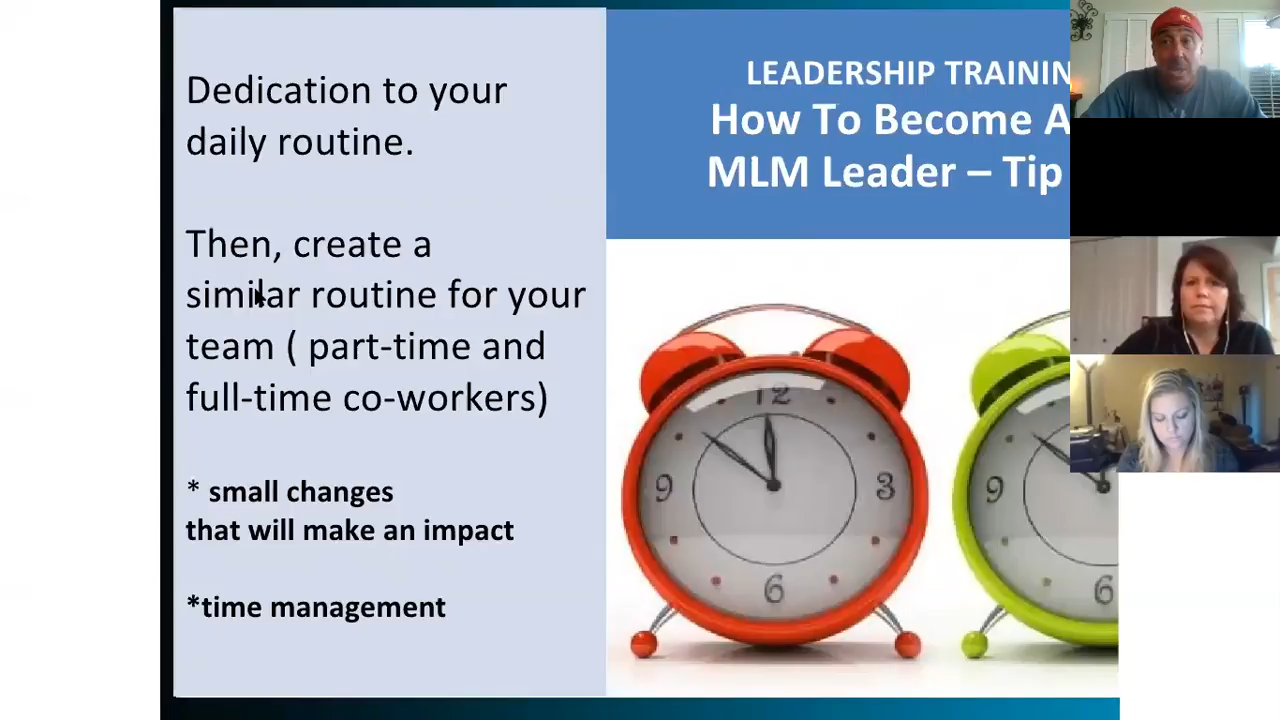 Dedication to your
daily routine.
Then, create a
similar routine for your
team ( part-time and
full-time co-workers)
* small changes
that will make an impact
*time management
LEADERSHIP TRAININ
How To Become A
MLM Leader – Tip
12
9
3
6
9
6